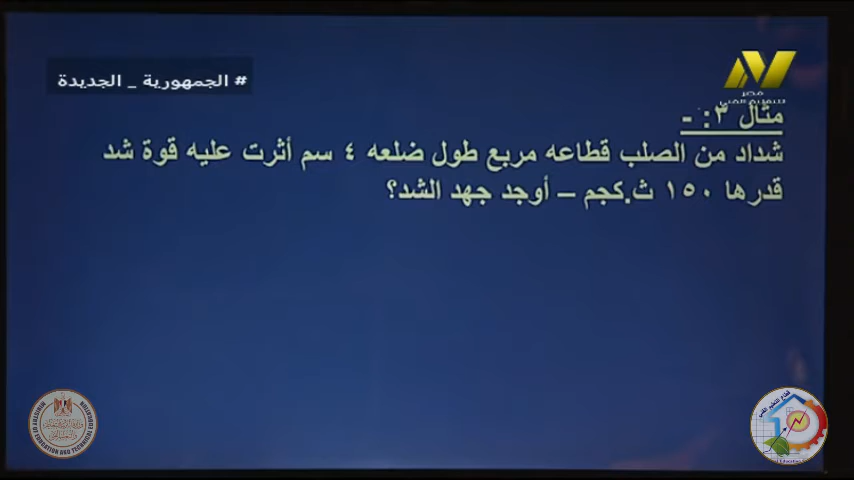 # الجمهورية _ الجديدة
مصر
مثال ٣: -
شداد من الصلب قطاعه مربع طول ضلعه ٤ سم أثرت عليه قوة شد
قدرها ١٥٠ ث.كجم – أوجد جهد الشد؟